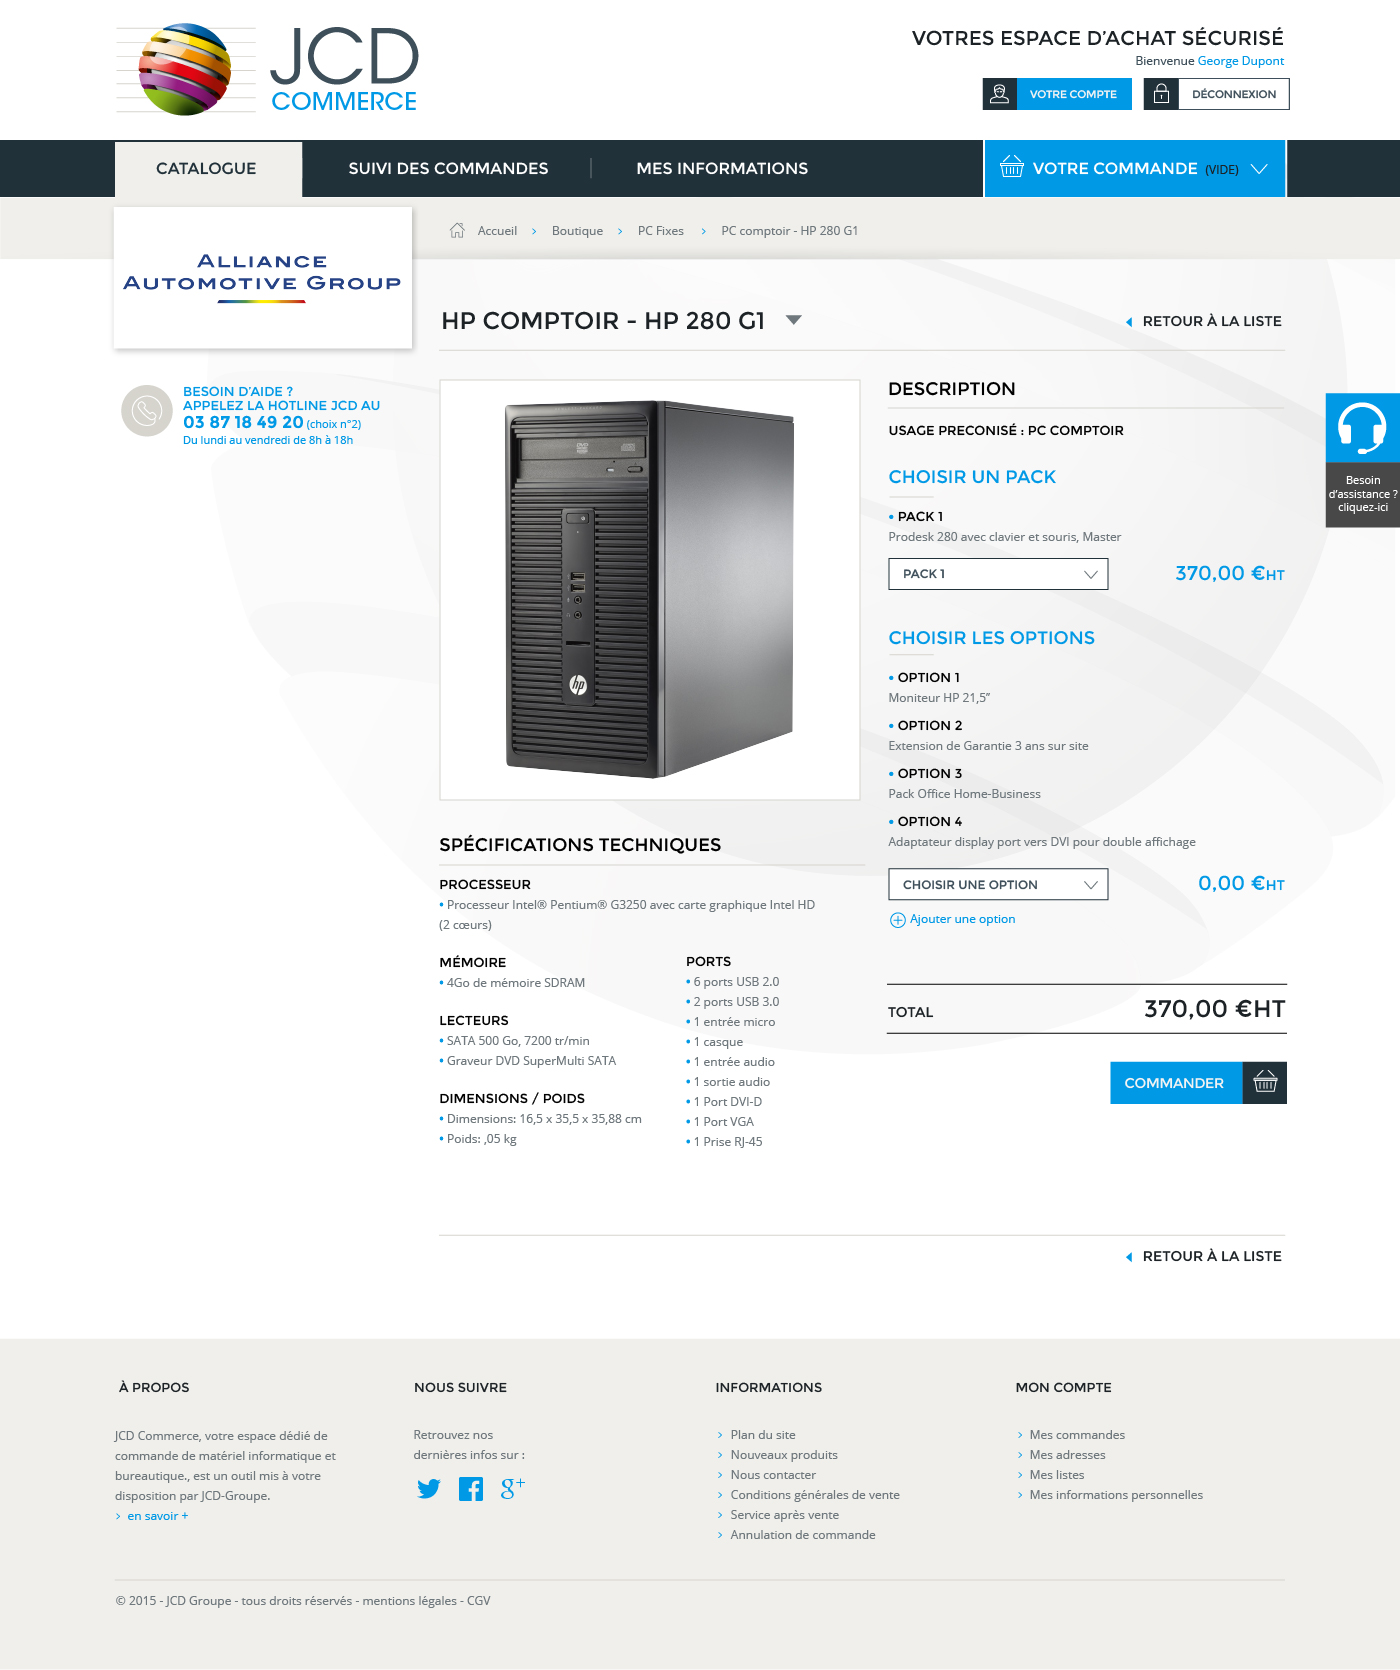 JCD
COMMERCE
VOTRES ESPACE D'ACHAT SÉCURISÉ
Bienvenue George Dupont
VOTRE COMPTE
DÉCONNEXION
CATALOGUE
SUIVI DES COMMANDES
MES INFORMATIONS
VOTRE COMMANDE (VIDE)
ALLIANCE
AUTOMOTIVE GROUP
Accueil > Boutique > PC Fixes > PC comptoir - HP 280 G1
HP COMPTOIR - HP 280 G1
RETOUR À LA LISTE
BESOIN D'AIDE ?
APPELEZ LA HOTLINE JCD AU
03 87 18 49 20 (choix n°2)
Du lundi au vendredi de 8h à 18h
hp
DESCRIPTION
USAGE PRECONISÉ : PC COMPTOIR
CHOISIR UN PACK
• PACK 1
Prodesk 280 avec clavier et souris, Master
PACK 1
370,00 €HT
CHOISIR LES OPTIONS
• OPTION 1
Moniteur HP 21,5"
• OPTION 2
Extension de Garantie 3 ans sur site
• OPTION 3
Pack Office Home-Business
• OPTION 4
Adaptateur display port vers DVI pour double affichage
CHOISIR UNE OPTION
0,00 €HT
Ajouter une option
TOTAL
370,00 €HT
COMMANDER
Besoin
d'assistance ?
cliquez-ici
SPÉCIFICATIONS TECHNIQUES
PROCESSEUR
• Processeur Intel® Pentium® G3250 avec carte graphique Intel HD
(2 cœurs)
MÉMOIRE
• 4Go de mémoire SDRAM
LECTEURS
• SATA 500 Go, 7200 tr/min
• Graveur DVD SuperMulti SATA
DIMENSIONS / POIDS
• Dimensions: 16,5 x 35,5 x 35,88 cm
• Poids: ,05 kg
PORTS
• 6 ports USB 2.0
• 2 ports USB 3.0
• 1 entrée micro
• 1 casque
• 1 entrée audio
• 1 sortie audio
• 1 Port DVI-D
• 1 Port VGA
• 1 Prise RJ-45
RETOUR À LA LISTE
À PROPOS
JCD Commerce, votre espace dédié de
commande de matériel informatique et
bureautique., est un outil mis à votre
disposition par JCD-Groupe.
> en savoir +
NOUS SUIVRE
Retrouvez nos
dernières infos sur :
g+
INFORMATIONS
> Plan du site
> Nouveaux produits
> Nous contacter
> Conditions générales de vente
> Service après vente
> Annulation de commande
MON COMPTE
> Mes commandes
> Mes adresses
> Mes listes
> Mes informations personnelles
© 2015 - JCD Groupe - tous droits réservés - mentions légales - CGV